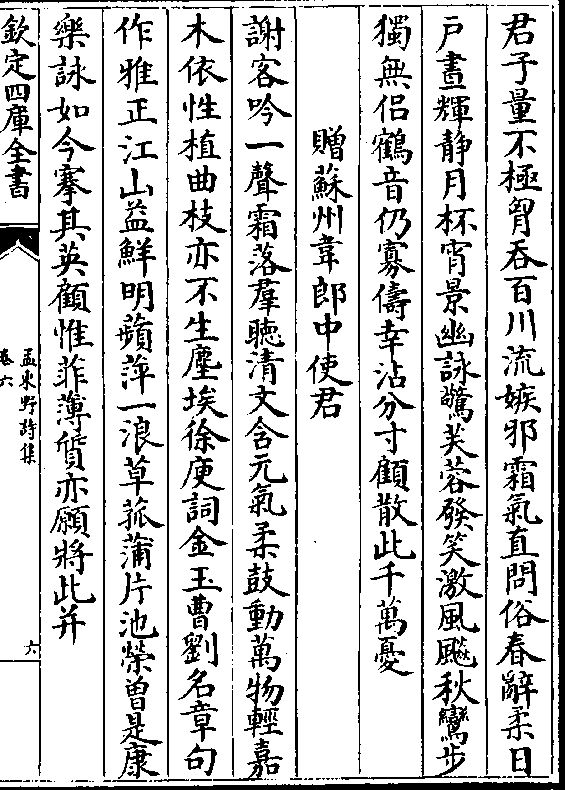 君子量不極胷吞百川流嫉邪霜氣直問俗春辭柔日
戶晝輝静月杯宵景幽詠驚芙蓉發笑激風飈秋鸞步
獨無侣鶴音仍寡儔幸沾分寸顧散此千萬憂
贈蘇州韋郎中使君
謝客吟一聲霜落羣聴清文含元氣柔鼓動萬物輕嘉
木依性植曲枝亦不生塵埃徐庾詞金玉曹劉名章句
作雅正江山益鮮明蘋萍一浪草菰蒲片池榮曽是康
樂詠如今搴其英顧惟菲薄質亦願將此并
欽定四庫全書
孟東野詩集
卷六
六